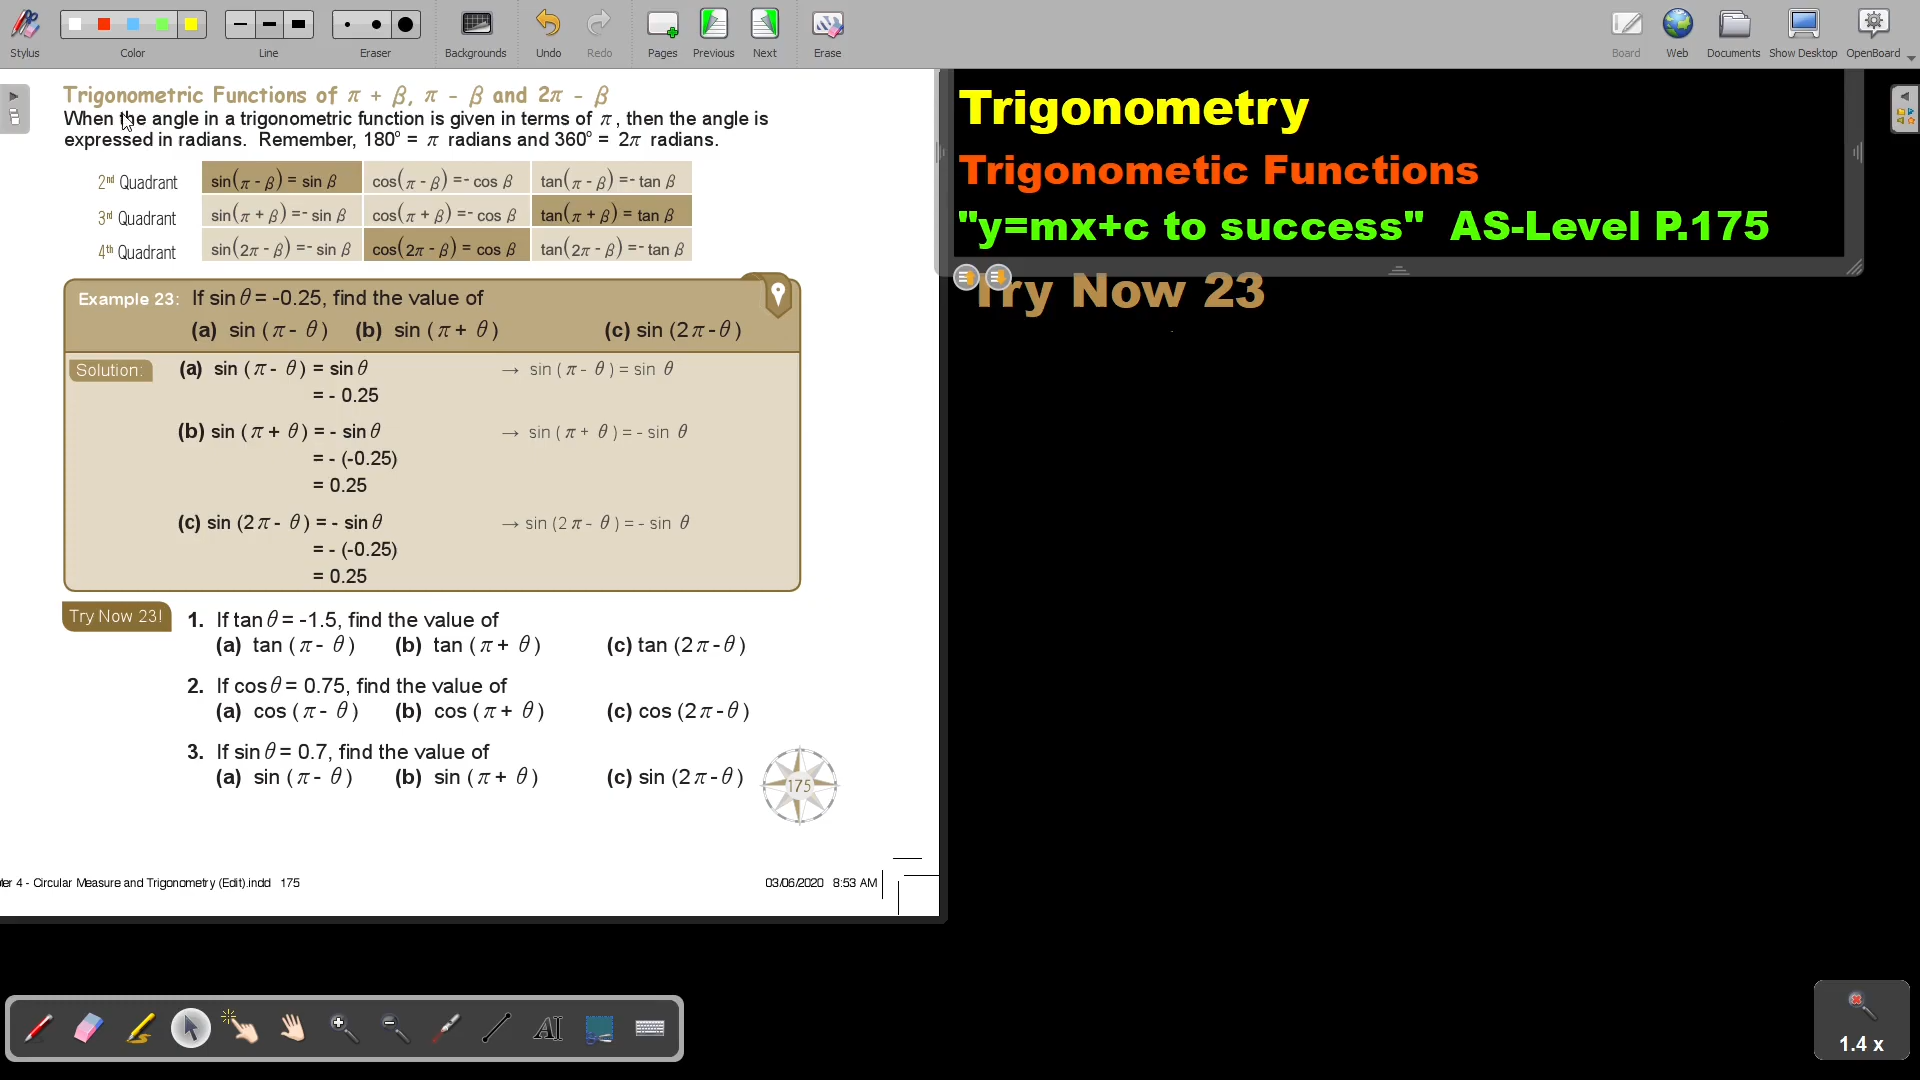 Stylus Color Line Eraser Backgrounds Undo Redo Pages Previous Next Erase Board Web Documents Show Desktop OpenBoard
Trigonometric Functions of π + β, π - β and 2π - β
When the angle in a trigonometric function is given in terms of π, then the angle is
expressed in radians. Remember, 180° = π radians and 360° = 2π radians.
2nd Quadrant sin(π - β) = sin β cos(π - β) =- cos β tan(π - β) =- tan β
3rd Quadrant sin(π + β) =- sin β cos(π + β) =- cos β tan(π + β) = tan β
4th Quadrant sin(2π - β) =- sin β cos(2π - β) = cos β tan(2π - β) =- tan β
Example 23: If sin θ = -0.25, find the value of
(a) sin (π - θ) (b) sin (π + θ) (c) sin (2π - θ)
Solution: (a) sin (π - θ) = sin θ → sin (π - θ) = sin θ
= - 0.25
(b) sin (π + θ) = - sin θ → sin (π + θ) = - sin θ
= - (-0.25)
= 0.25
(c) sin (2π - θ) = - sin θ → sin (2π - θ) = - sin θ
= - (-0.25)
= 0.25
Try Now 23! 1. If tan θ = -1.5, find the value of
(a) tan (π - θ) (b) tan (π + θ) (c) tan (2π - θ)
2. If cos θ = 0.75, find the value of
(a) cos (π - θ) (b) cos (π + θ) (c) cos (2π - θ)
3. If sin θ = 0.7, find the value of
(a) sin (π - θ) (b) sin (π + θ) (c) sin (2π - θ)
175
er 4 - Circular Measure and Trigonometry (Edit).indd 175 03/06/2020 8:53 AM
Trigonometry
Trigonometic Functions
"y=mx+c to success" AS-Level P.175
Try Now 23
1.4 x